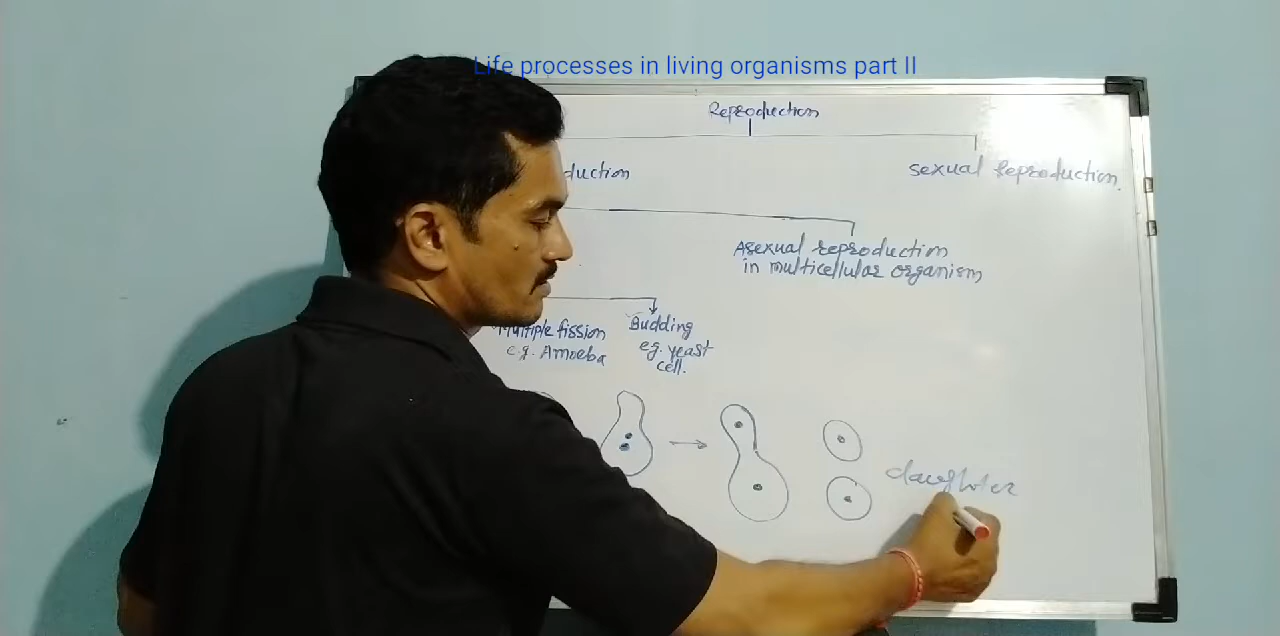 Life processes in living organisms part II
Reproduction
duction
sexual Reproduction.
Asexual reproduction
in multicellular organism
Multiple fission
e.g. Amoeba
Budding
eg. yeast
cell.
daughter